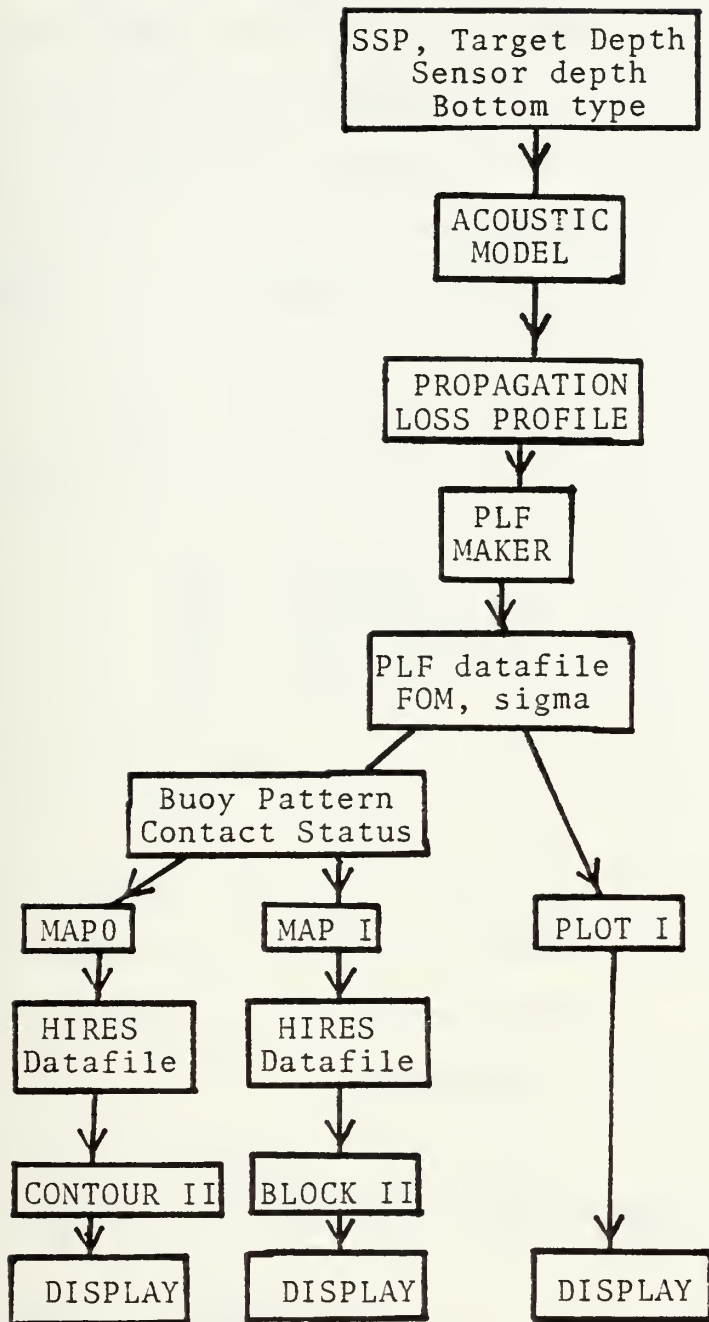 SSP, Target Depth
Sensor depth
Bottom type
ACOUSTIC
MODEL
PROPAGATION
LOSS PROFILE
PLF
MAKER
PLF datafile
FOM, sigma
Buoy Pattern
Contact Status
MAP0
MAP I
PLOT I
HIRES
Datafile
HIRES
Datafile
CONTOUR II
BLOCK II
DISPLAY
DISPLAY
DISPLAY